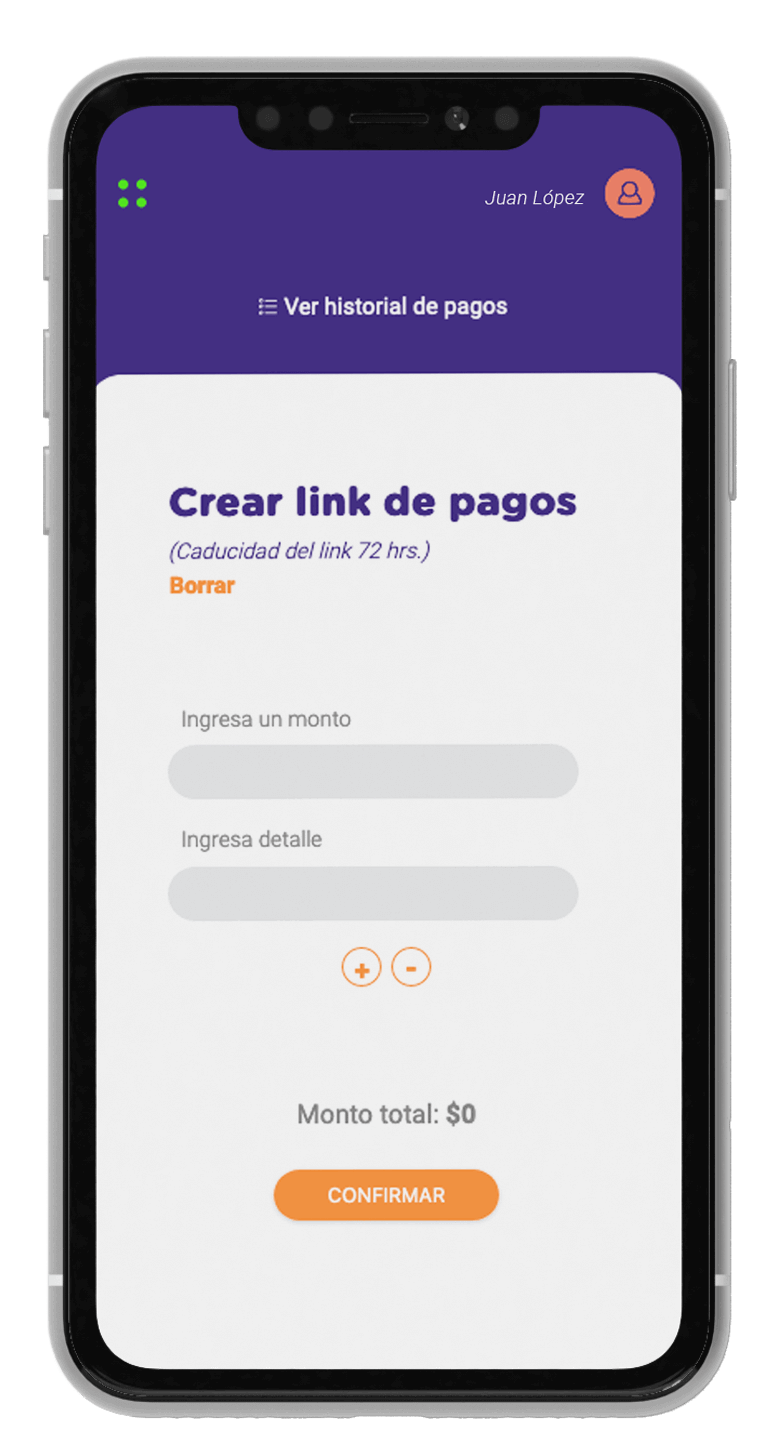 Juan López
Ver historial de pagos
Crear link de pagos
(Caducidad del link 72 hrs.)
Borrar
Ingresa un monto
Ingresa detalle
+ -
Monto total: $0
CONFIRMAR